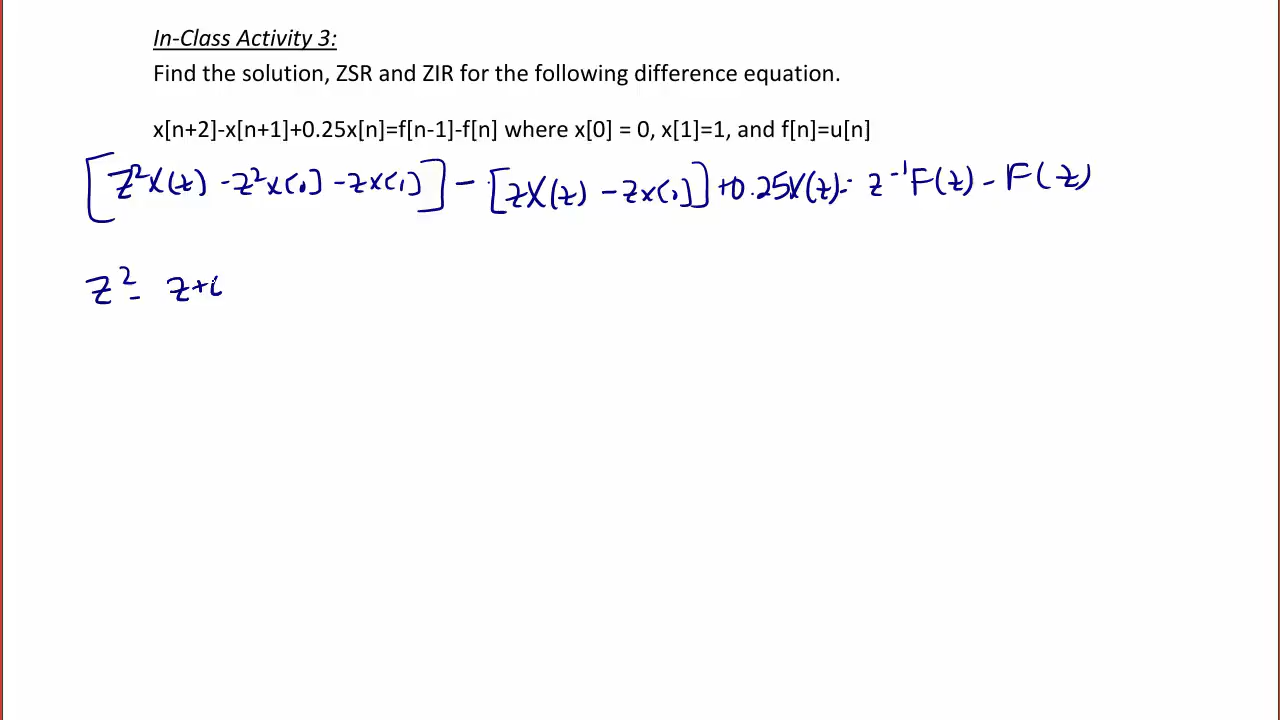 In-Class Activity 3:
Find the solution, ZSR and ZIR for the following difference equation.
x[n+2]-x[n+1]+0.25x[n]=f[n-1]-f[n] where x[0] = 0, x[1]=1, and f[n]=u[n]
[z²X(z) - z²x[0] - zx[1]] - [zX(z) - zx[0]] + 0.25X(z) = z⁻¹F(z) - F(z)
z² - z +